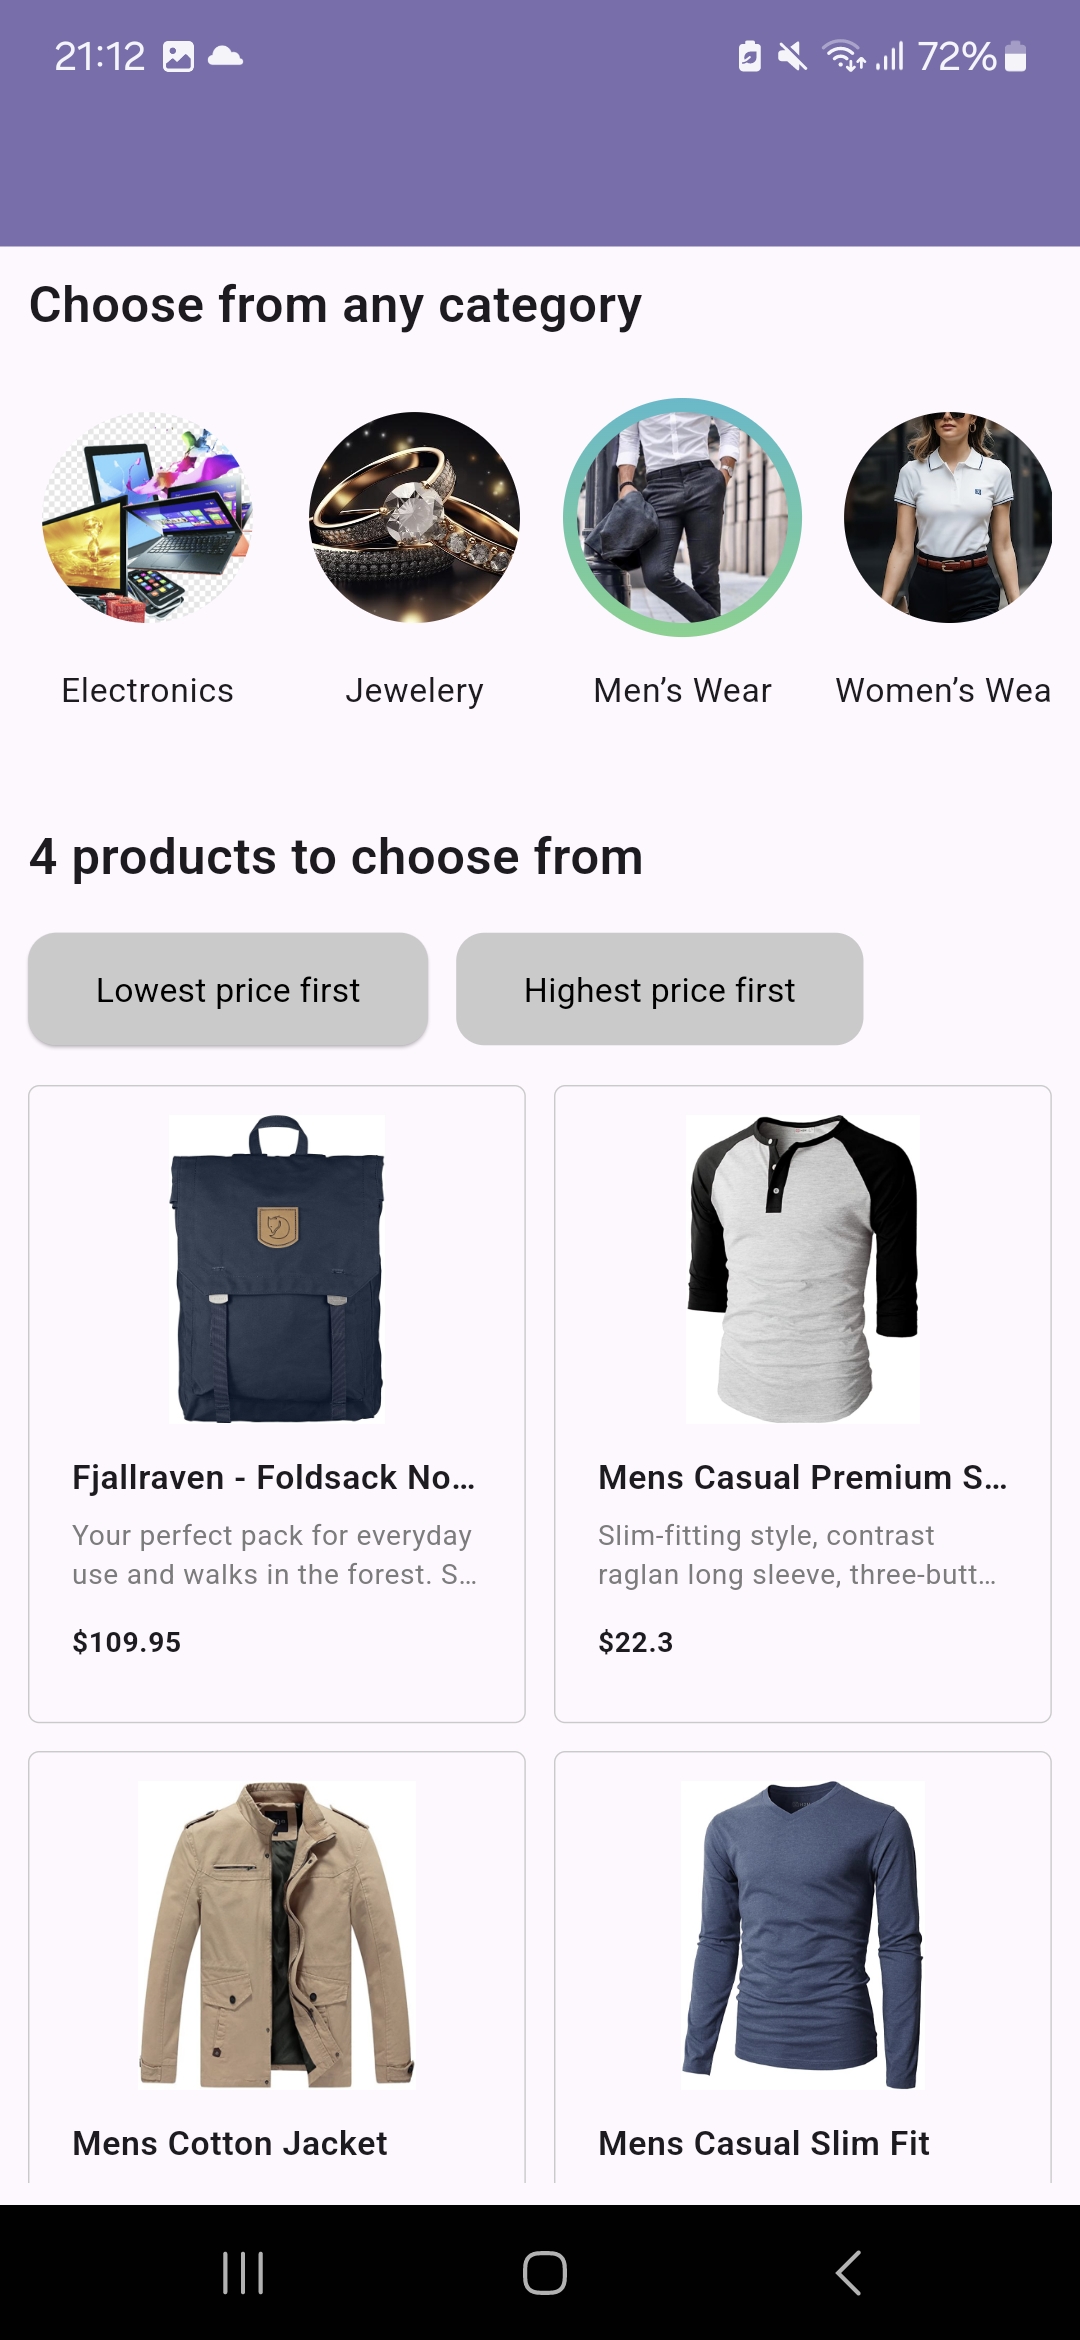 21:12
72%
Choose from any category
Electronics
Jewelery
Men’s Wear
Women’s Wea
4 products to choose from
Lowest price first
Highest price first
Fjallraven - Foldsack No...
Your perfect pack for everyday
use and walks in the forest. S...
$109.95
Mens Casual Premium S...
Slim-fitting style, contrast
raglan long sleeve, three-butt...
$22.3
Mens Cotton Jacket
Mens Casual Slim Fit